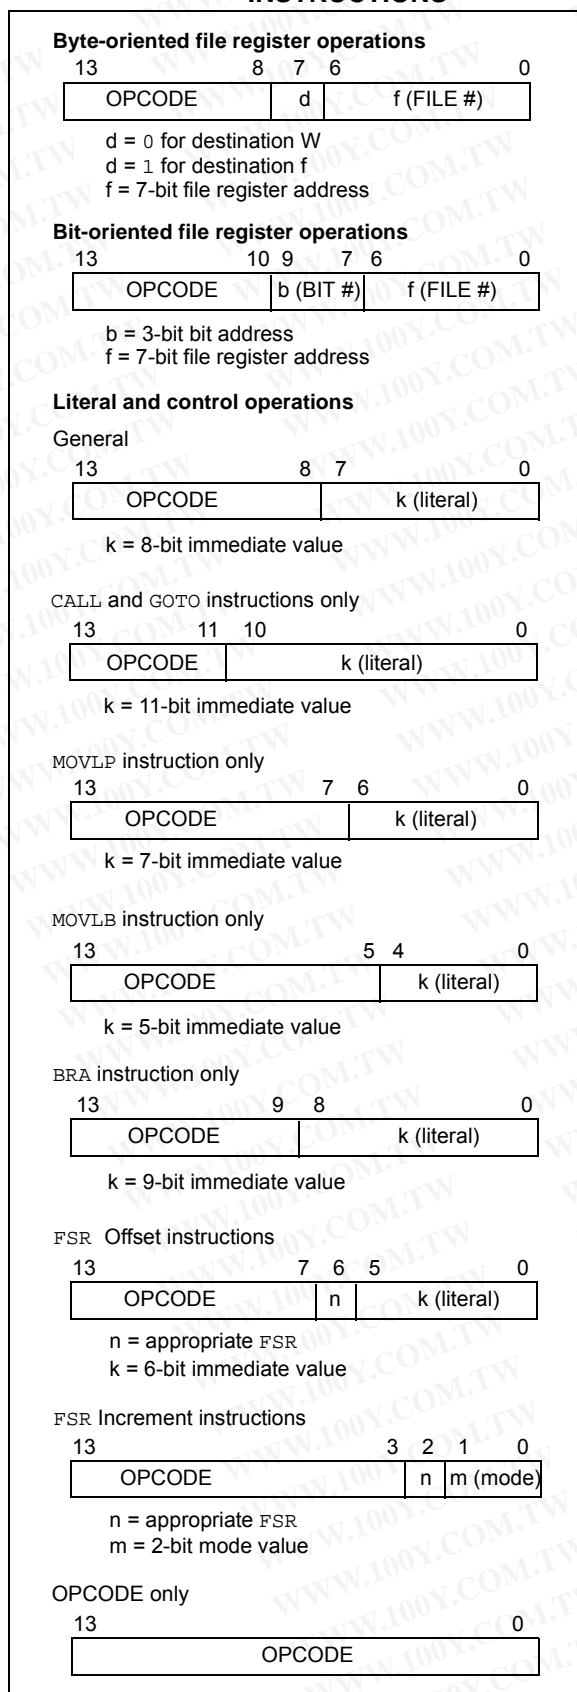 INSTRUCTIONS
Byte-oriented file register operations
13 8 7 6 0
OPCODE d f (FILE #)
d = 0 for destination W
d = 1 for destination f
f = 7-bit file register address
Bit-oriented file register operations
13 10 9 7 6 0
OPCODE b (BIT #) f (FILE #)
b = 3-bit bit address
f = 7-bit file register address
Literal and control operations
General
13 8 7 0
OPCODE k (literal)
k = 8-bit immediate value
CALL and GOTO instructions only
13 11 10 0
OPCODE k (literal)
k = 11-bit immediate value
MOVLP instruction only
13 7 6 0
OPCODE k (literal)
k = 7-bit immediate value
MOVLB instruction only
13 5 4 0
OPCODE k (literal)
k = 5-bit immediate value
BRA instruction only
13 9 8 0
OPCODE k (literal)
k = 9-bit immediate value
FSR Offset instructions
13 7 6 5 0
OPCODE n k (literal)
n = appropriate FSR
k = 6-bit immediate value
FSR Increment instructions
13 3 2 1 0
OPCODE n m (mode)
n = appropriate FSR
m = 2-bit mode value
OPCODE only
13 0
OPCODE
WWW.100Y.COM.TW